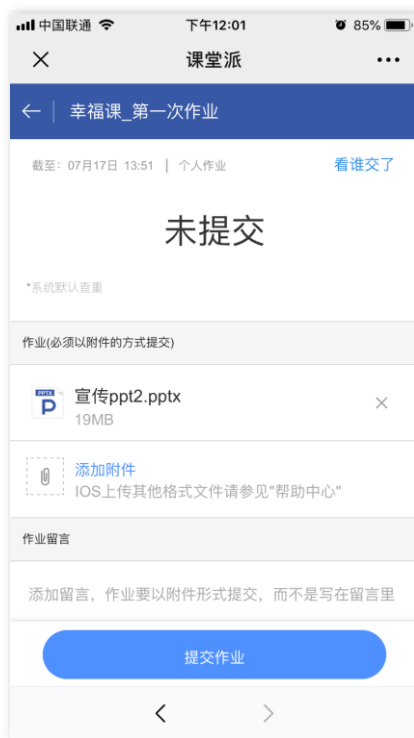 中国联通 下午12:01 85%
课堂派
幸福课_第一次作业
截至：07月17日 13:51 | 个人作业 看谁交了
未提交
*系统默认查重
作业(必须以附件的方式提交)
PPTX
P
宣传ppt2.pptx
19MB
添加附件
IOS上传其他格式文件请参见"帮助中心"
作业留言
添加留言，作业要以附件形式提交，而不是写在留言里
提交作业